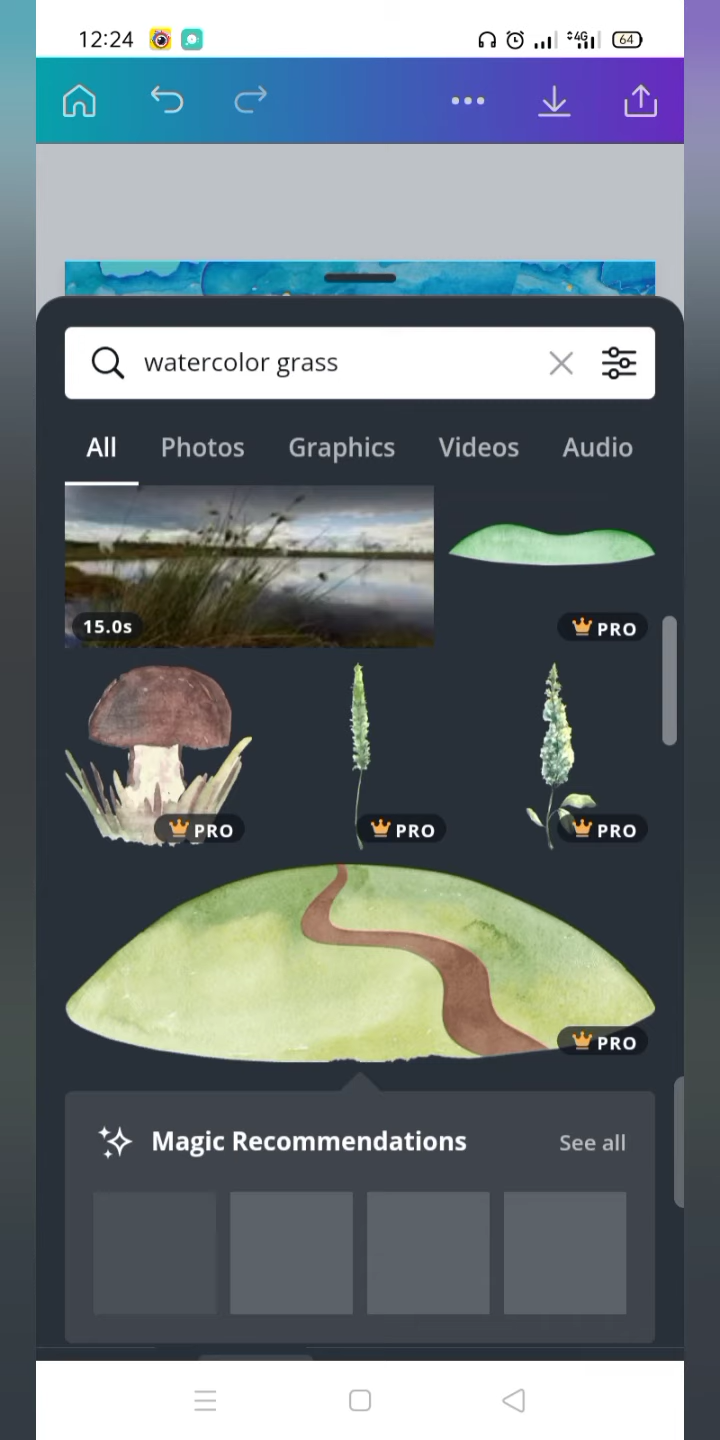 12:24
4G
64
watercolor grass
All Photos Graphics Videos Audio
15.0s
PRO
PRO
PRO
PRO
PRO
Magic Recommendations
See all